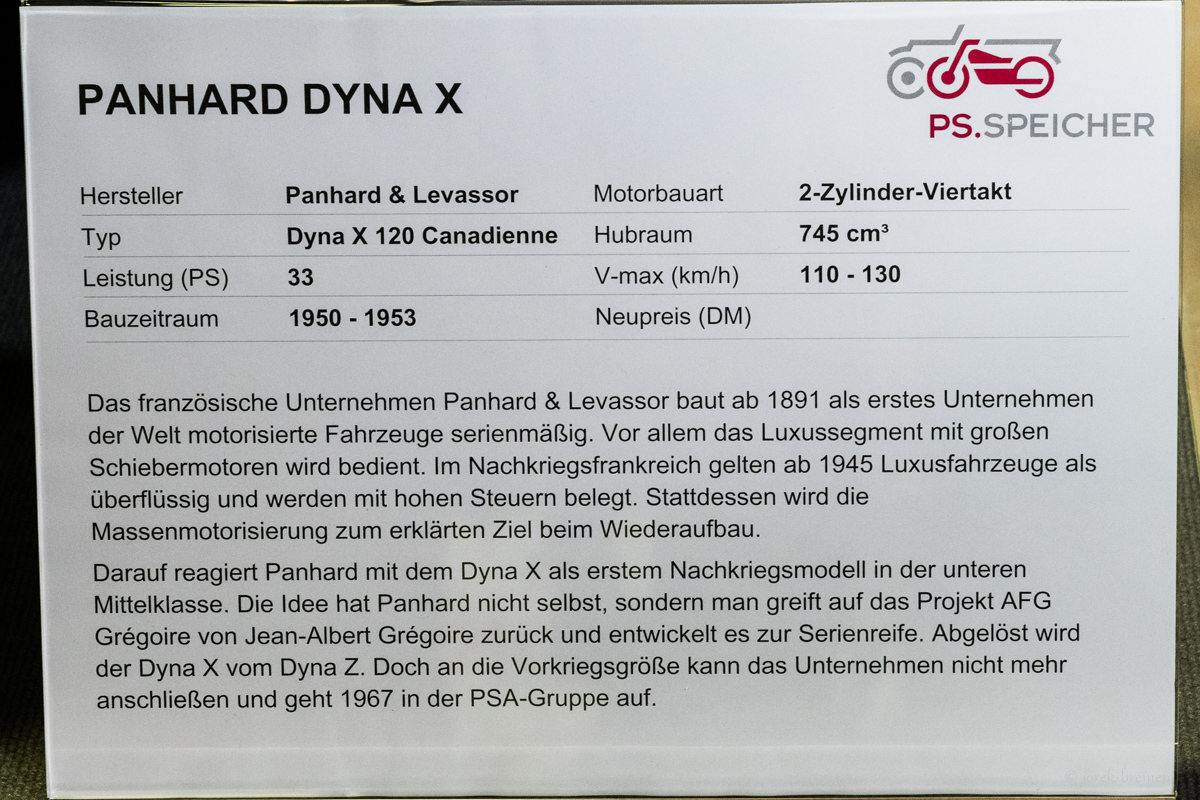 PANHARD DYNA X
PS.SPEICHER
Hersteller Panhard & Levassor Motorbauart 2-Zylinder-Viertakt
Typ Dyna X 120 Canadienne Hubraum 745 cm³
Leistung (PS) 33 V-max (km/h) 110 - 130
Bauzeitraum 1950 - 1953 Neupreis (DM)
Das französische Unternehmen Panhard & Levassor baut ab 1891 als erstes Unternehmen
der Welt motorisierte Fahrzeuge serienmäßig. Vor allem das Luxussegment mit großen
Schiebermotoren wird bedient. Im Nachkriegsfrankreich gelten ab 1945 Luxusfahrzeuge als
überflüssig und werden mit hohen Steuern belegt. Stattdessen wird die
Massenmotorisierung zum erklärten Ziel beim Wiederaufbau.
Darauf reagiert Panhard mit dem Dyna X als erstem Nachkriegsmodell in der unteren
Mittelklasse. Die Idee hat Panhard nicht selbst, sondern man greift auf das Projekt AFG
Grégoire von Jean-Albert Grégoire zurück und entwickelt es zur Serienreife. Abgelöst wird
der Dyna X vom Dyna Z. Doch an die Vorkriegsgröße kann das Unternehmen nicht mehr
anschließen und geht 1967 in der PSA-Gruppe auf.